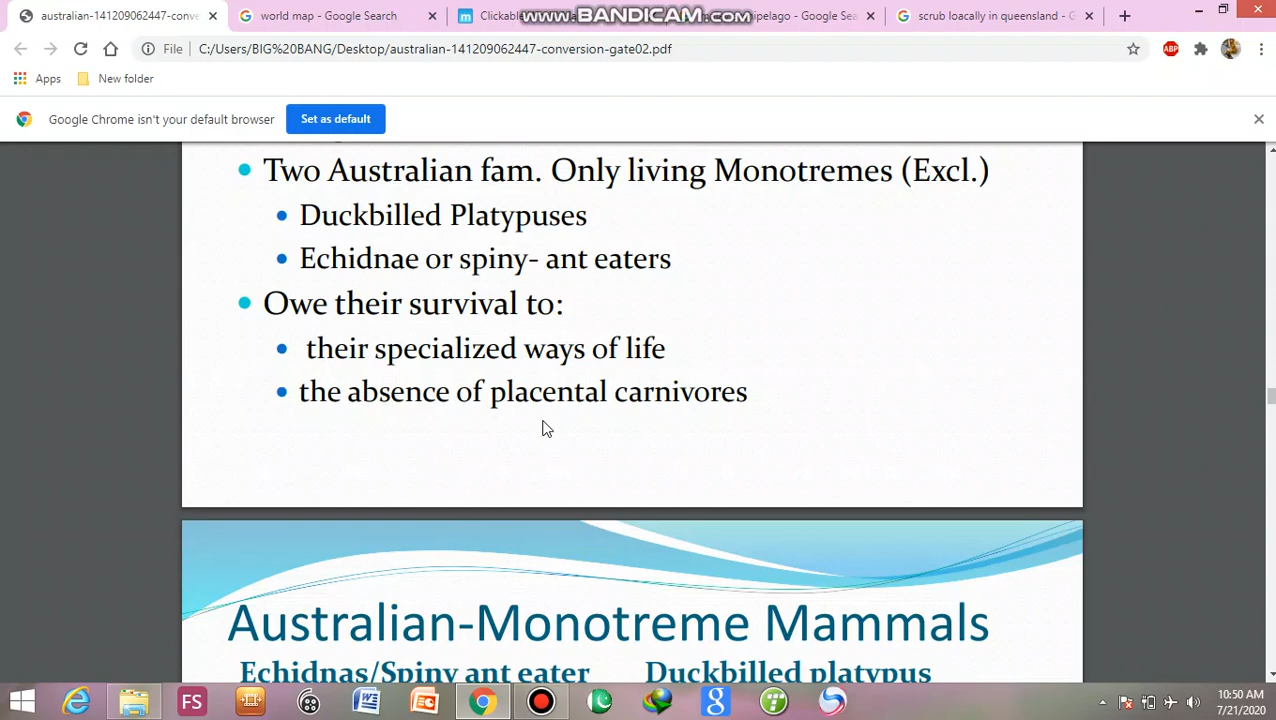 australian-141209062447-conve
world map - Google Search
Clickabl
www.BANDICAM.com
ipelago - Google Sea
scrub loacally in queensland - G
File
C:/Users/BIG%20BANG/Desktop/australian-141209062447-conversion-gate02.pdf
ABP
Apps
New folder
Google Chrome isn't your default browser
Set as default
Two Australian fam. Only living Monotremes (Excl.)
Duckbilled Platypuses
Echidnae or spiny- ant eaters
Owe their survival to:
their specialized ways of life
the absence of placental carnivores
Australian-Monotreme Mammals
Echidnas/Spiny ant eater
Duckbilled platypus
FS
10:50 AM
7/21/2020